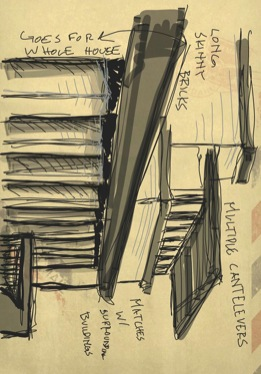 GOES FOR
WHOLE HOUSE
LONG
SKINNY
BRICKS
MULTIPLE CANTELEVERS
MATCHES
W/
SURROUNDING
BUILDINGS